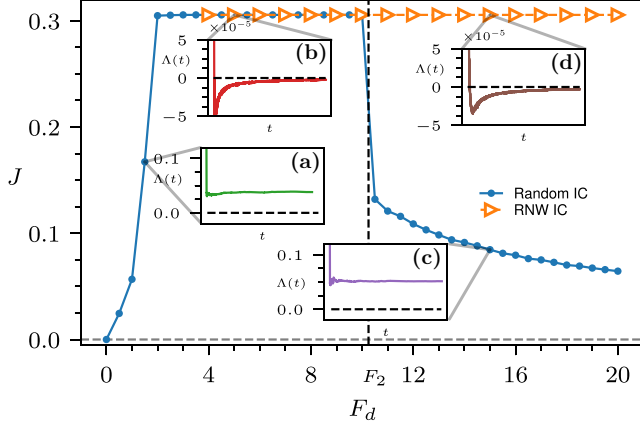 0.3
0.2
0.1
0.0
J
0
4
8
F₂
12
16
20
F_d
(b)
×10⁻⁵
5
0
−5
Λ(t)
t
(d)
×10⁻⁵
5
0
−5
Λ(t)
t
(a)
0.1
0.0
Λ(t)
t
Random IC
RNW IC
(c)
0.1
0.0
Λ(t)
t